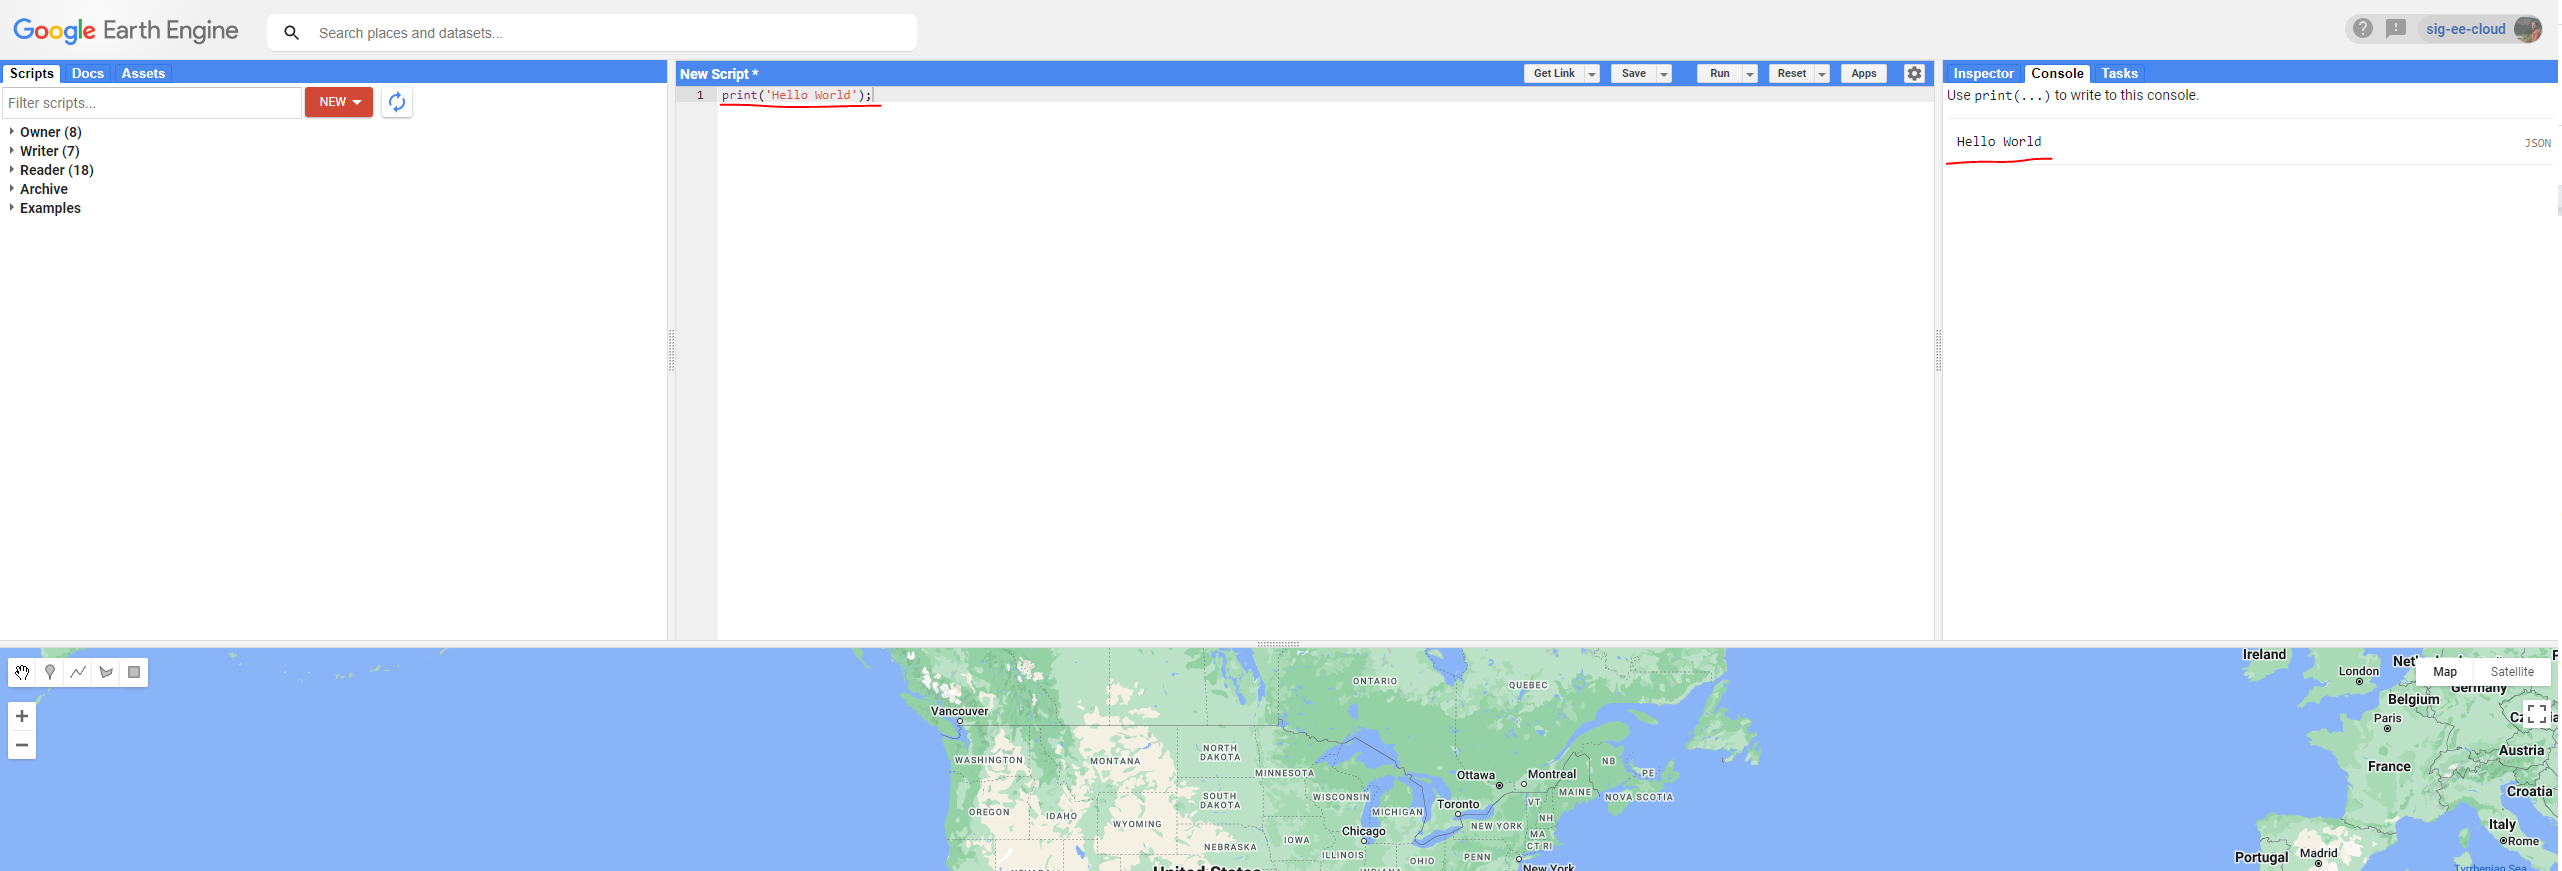 Google Earth Engine
Search places and datasets...
sig-ee-cloud
Scripts Docs Assets
Filter scripts...
NEW
Owner (8)
Writer (7)
Reader (18)
Archive
Examples
New Script *
Get Link
Save
Run
Reset
Apps
1 print('Hello World');
Inspector Console Tasks
Use print(...) to write to this console.
Hello World
JSON
Map
Satellite
Vancouver
WASHINGTON
OREGON
IDAHO
MONTANA
WYOMING
NORTH
DAKOTA
SOUTH
DAKOTA
NEBRASKA
MINNESOTA
IOWA
WISCONSIN
ILLINOIS
Chicago
MICHIGAN
OHIO
ONTARIO
QUEBEC
Ottawa
Montreal
Toronto
NEW YORK
PENN
VT
NH
MA
CT RI
MAINE
NB
PE
NOVA SCOTIA
New York
United States
Ireland
London
Belgium
Germany
Paris
France
Austria
Croatia
Italy
Rome
Portugal
Madrid
Tyrrhenian Sea